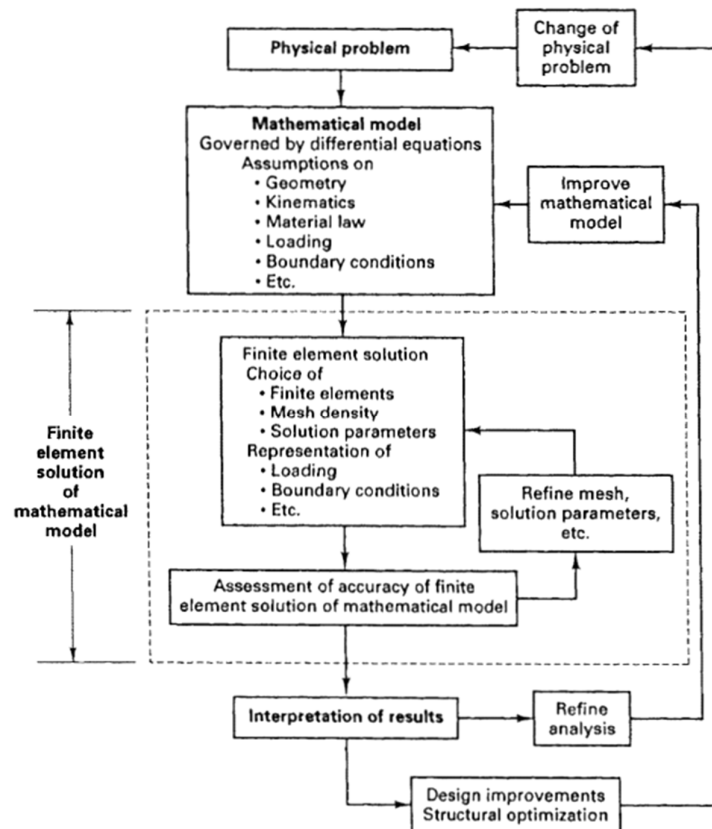 Physical problem
Change of
physical
problem
Mathematical model
Governed by differential equations
Assumptions on
• Geometry
• Kinematics
• Material law
• Loading
• Boundary conditions
• Etc.
Improve
mathematical
model
Finite
element
solution
of
mathematical
model
Finite element solution
Choice of
• Finite elements
• Mesh density
• Solution parameters
Representation of
• Loading
• Boundary conditions
• Etc.
Refine mesh,
solution parameters,
etc.
Assessment of accuracy of finite
element solution of mathematical model
Interpretation of results
Refine
analysis
Design improvements
Structural optimization